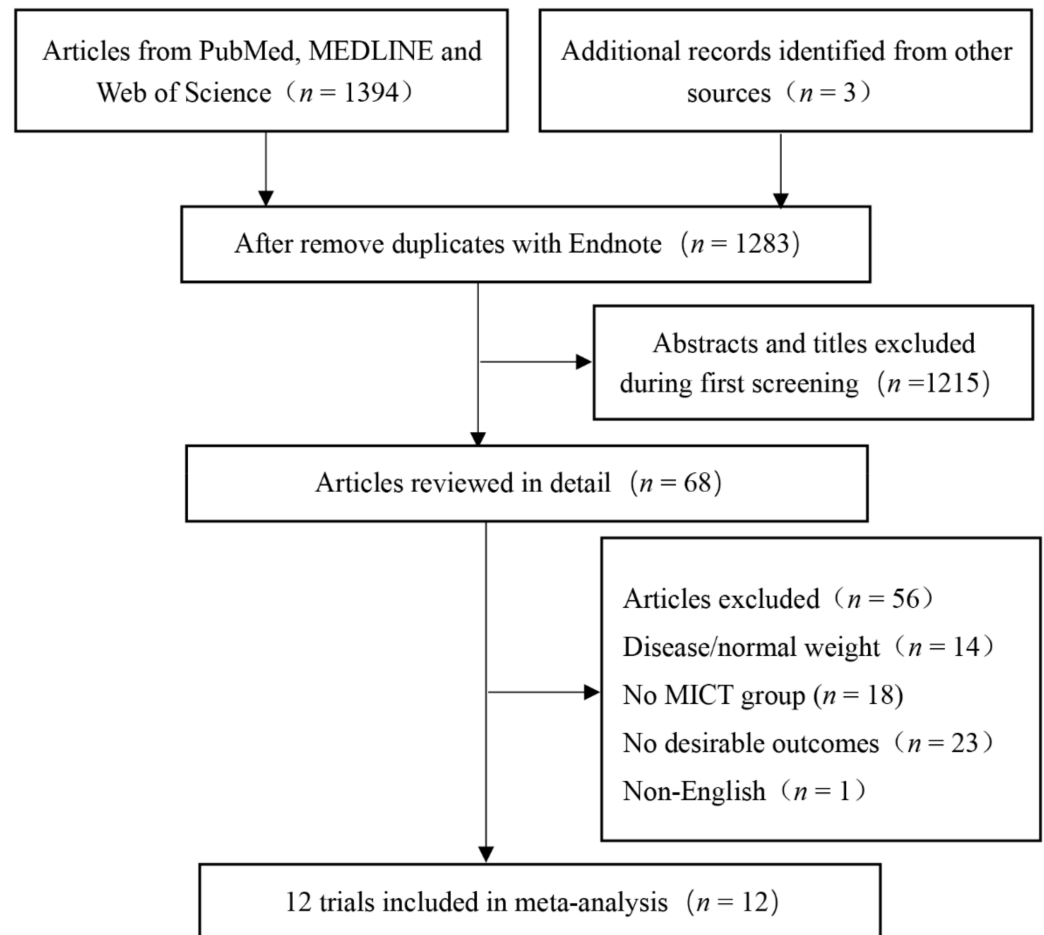 Articles from PubMed, MEDLINE and
Web of Science（n = 1394）
Additional records identified from other
sources（n = 3）
After remove duplicates with Endnote（n = 1283）
Abstracts and titles excluded
during first screening（n =1215）
Articles reviewed in detail（n = 68）
Articles excluded（n = 56）
Disease/normal weight（n = 14）
No MICT group (n = 18)
No desirable outcomes（n = 23）
Non-English（n = 1）
12 trials included in meta-analysis（n = 12）